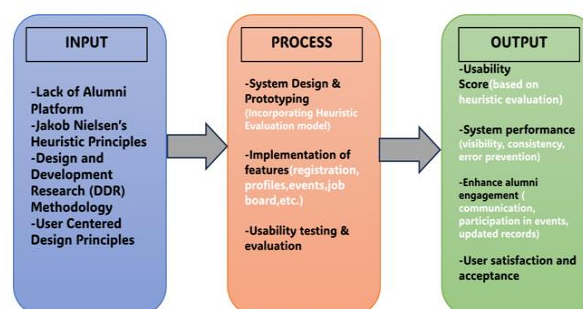 INPUT
-Lack of Alumni
Platform
-Jakob Nielsen's
Heuristic Principles
-Design and
Development
Research (DDR)
Methodology
-User Centered
Design Principles
PROCESS
-System Design &
Prototyping
(Incorporating Heuristic
Evaluation model)
-Implementation of
features(registration,
profiles,events,job
board,etc.)
-Usability testing &
evaluation
OUTPUT
-Usability
Score(based on
heuristic evaluation)
-System performance
(visibility, consistency,
error prevention)
-Enhance alumni
engagement (
communication,
participation in events,
updated records)
-User satisfaction and
acceptance